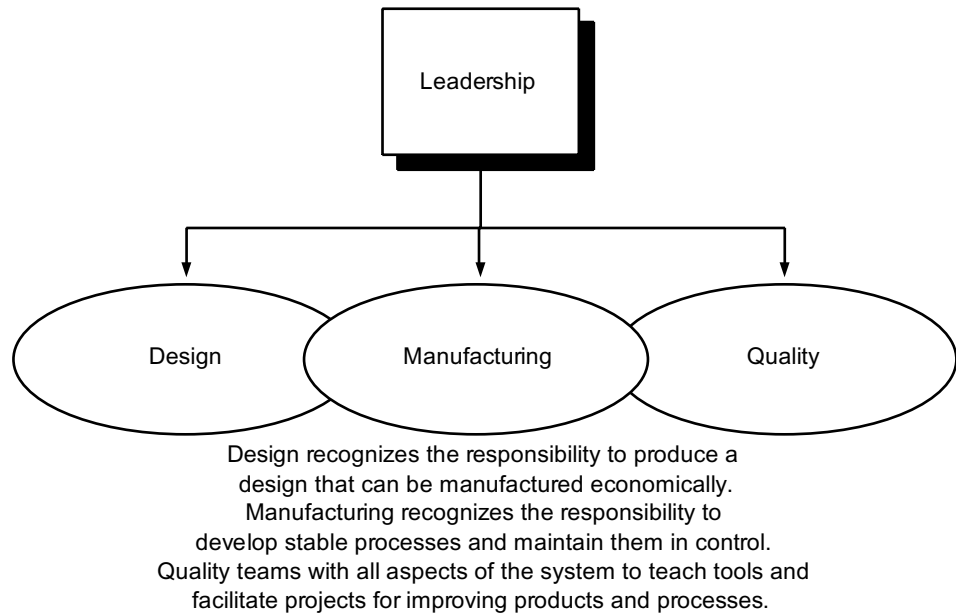 Leadership
Design
Manufacturing
Quality
Design recognizes the responsibility to produce a
design that can be manufactured economically.
Manufacturing recognizes the responsibility to
develop stable processes and maintain them in control.
Quality teams with all aspects of the system to teach tools and
facilitate projects for improving products and processes.